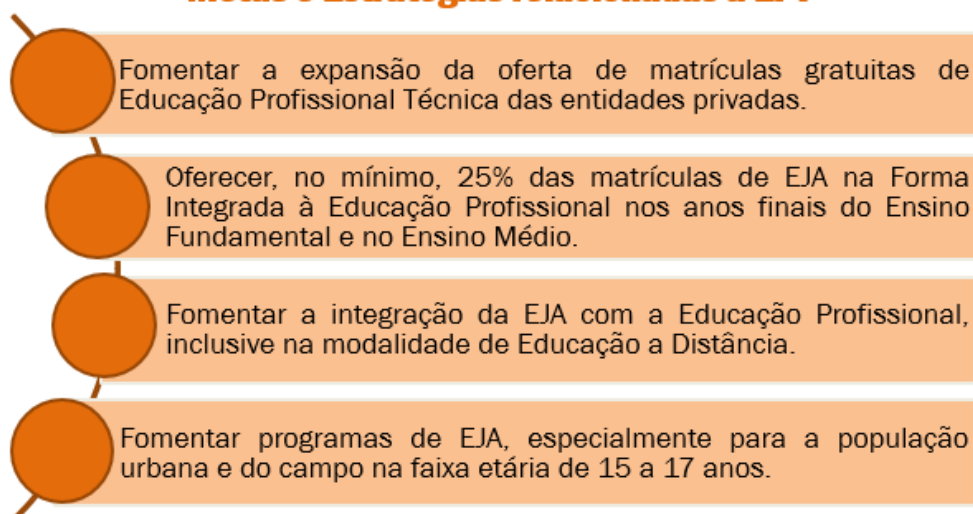 Fomentar a expansão da oferta de matrículas gratuitas de
Educação Profissional Técnica das entidades privadas.
Oferecer, no mínimo, 25% das matrículas de EJA na Forma
Integrada à Educação Profissional nos anos finais do Ensino
Fundamental e no Ensino Médio.
Fomentar a integração da EJA com a Educação Profissional,
inclusive na modalidade de Educação a Distância.
Fomentar programas de EJA, especialmente para a população
urbana e do campo na faixa etária de 15 a 17 anos.